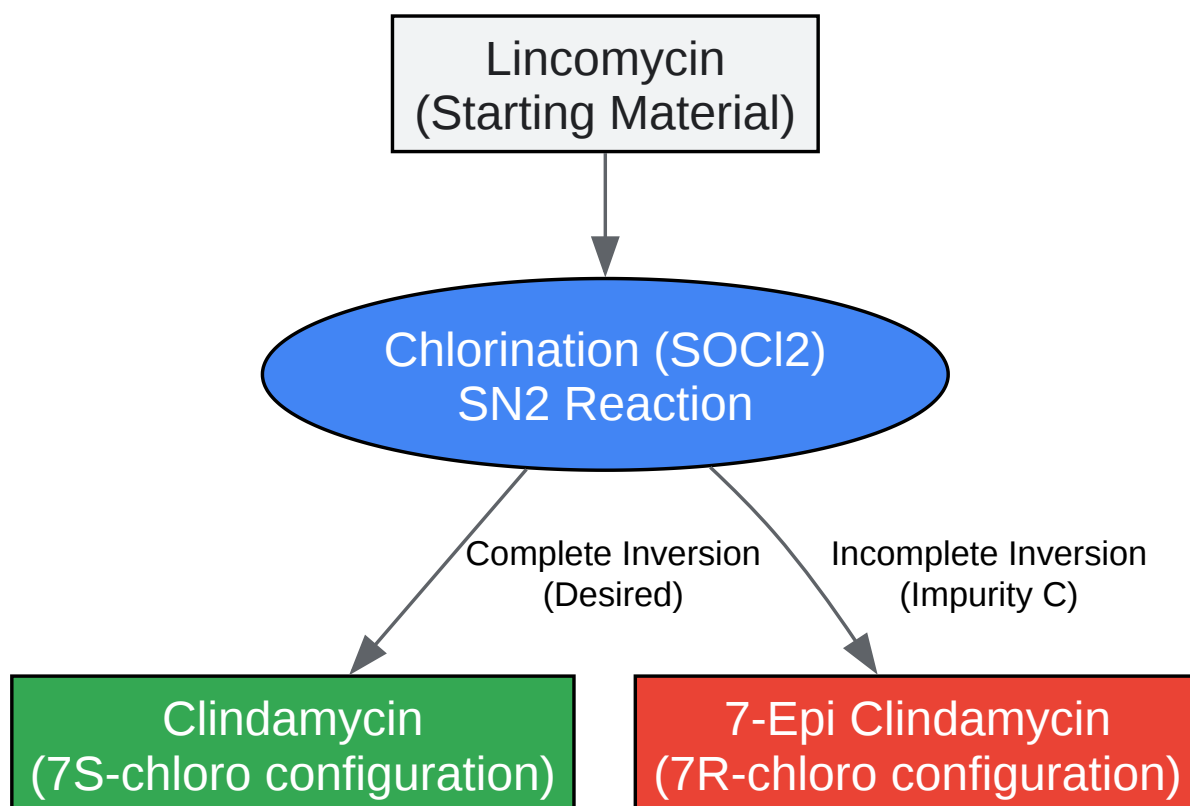 Lincomycin
(Starting Material)
Chlorination (SOCl2)
SN2 Reaction
Complete Inversion
(Desired)
Incomplete Inversion
(Impurity C)
Clindamycin
(7S-chloro configuration)
7-Epi Clindamycin
(7R-chloro configuration)